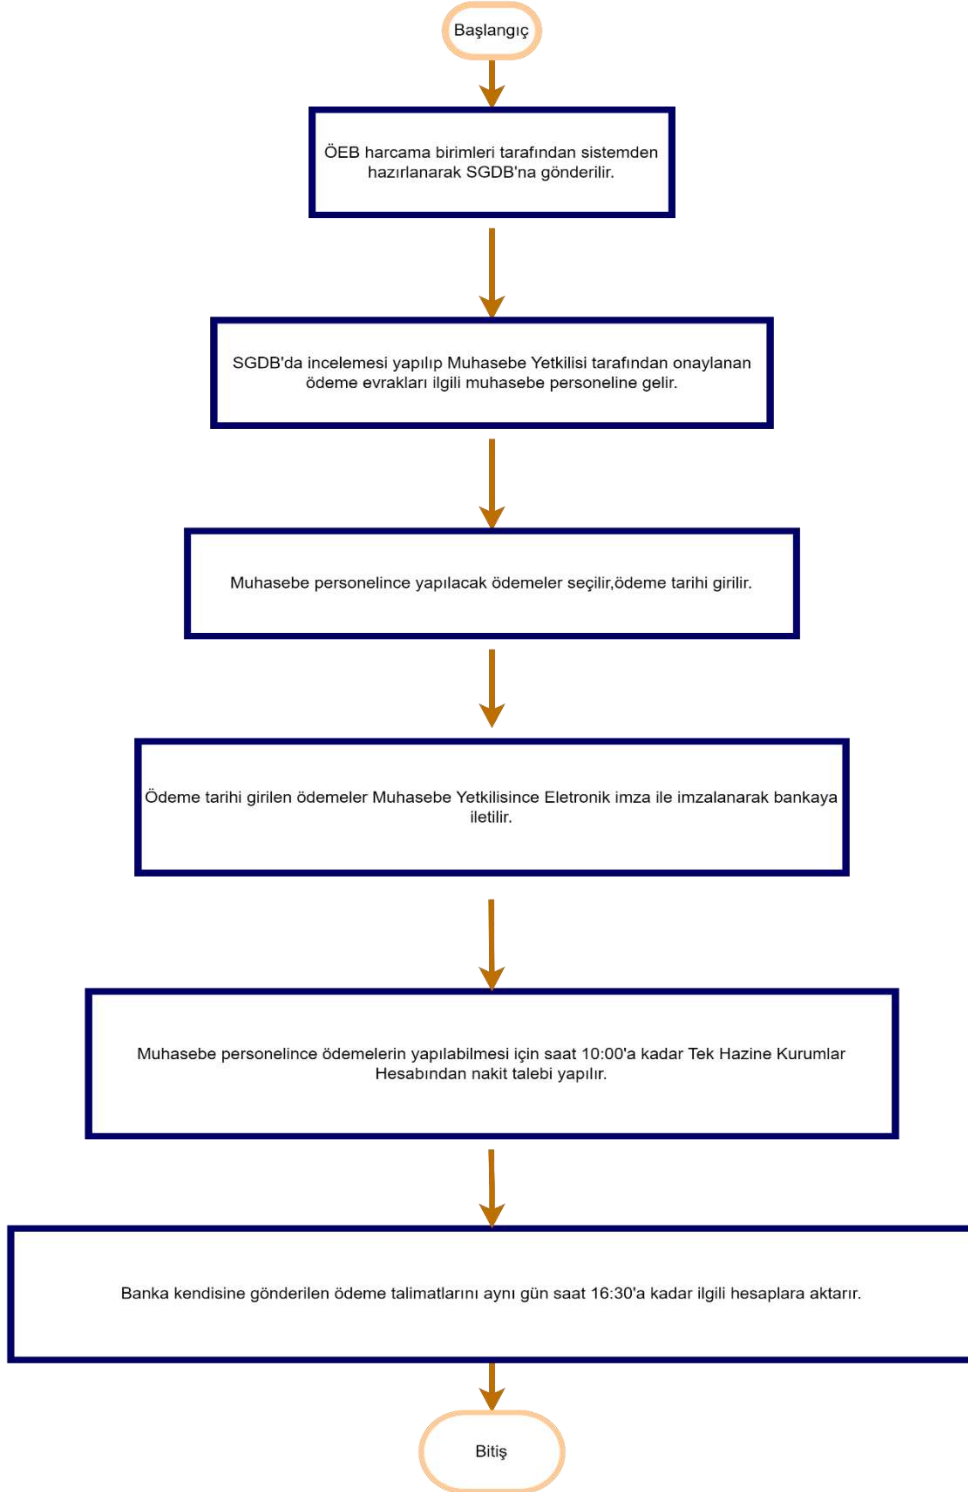 Başlangıç
ÖEB harcama birimleri tarafından sistemden
hazırlanarak SGDB'na gönderilir.
SGDB'da incelemesi yapılıp Muhasebe Yetkilisi tarafından onaylanan
ödeme evrakları ilgili muhasebe personeline gelir.
Muhasebe personelince yapılacak ödemeler seçilir,ödeme tarihi girilir.
Ödeme tarihi girilen ödemeler Muhasebe Yetkilisince Eletronik imza ile imzalanarak bankaya
iletilir.
Muhasebe personelince ödemelerin yapılabilmesi için saat 10:00'a kadar Tek Hazine Kurumlar
Hesabından nakit talebi yapılır.
Banka kendisine gönderilen ödeme talimatlarını aynı gün saat 16:30'a kadar ilgili hesaplara aktarır.
Bitiş